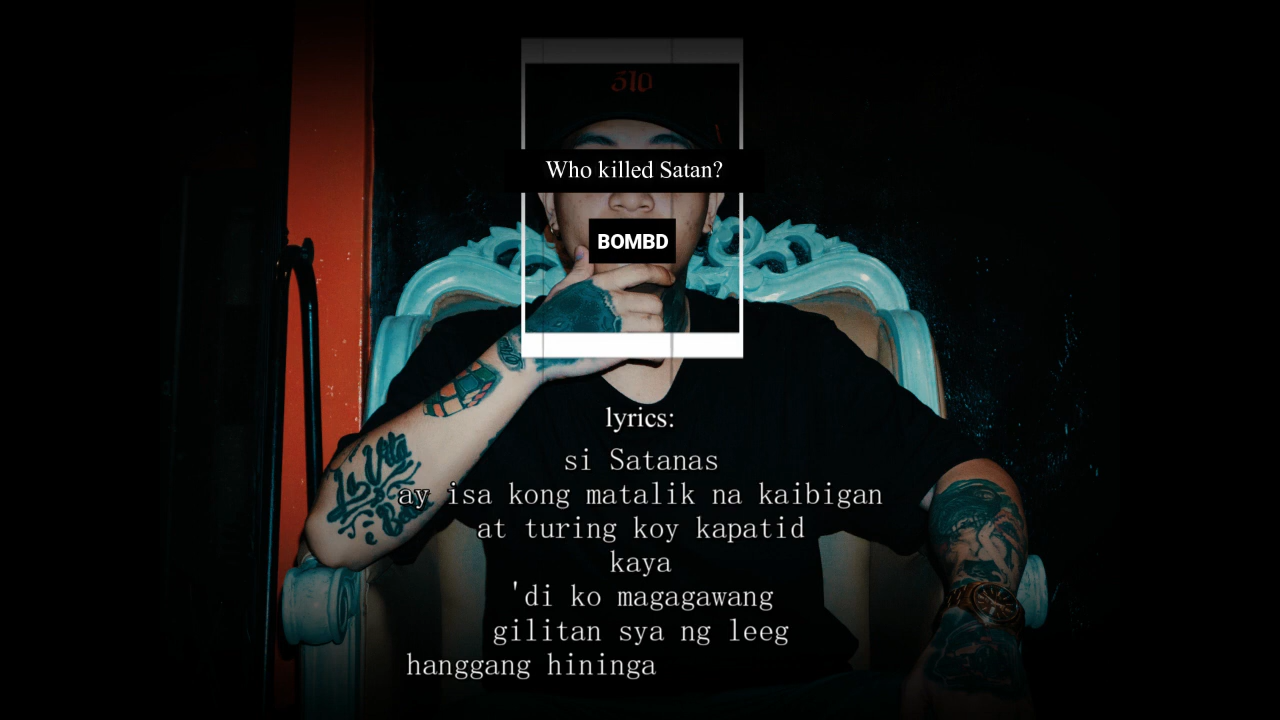 510
Who killed Satan?
BOMBD
lyrics:
si Satanas
ay isa kong matalik na kaibigan
at turing koy kapatid
kaya
'di ko magagawang
gilitan sya ng leeg
hanggang hininga